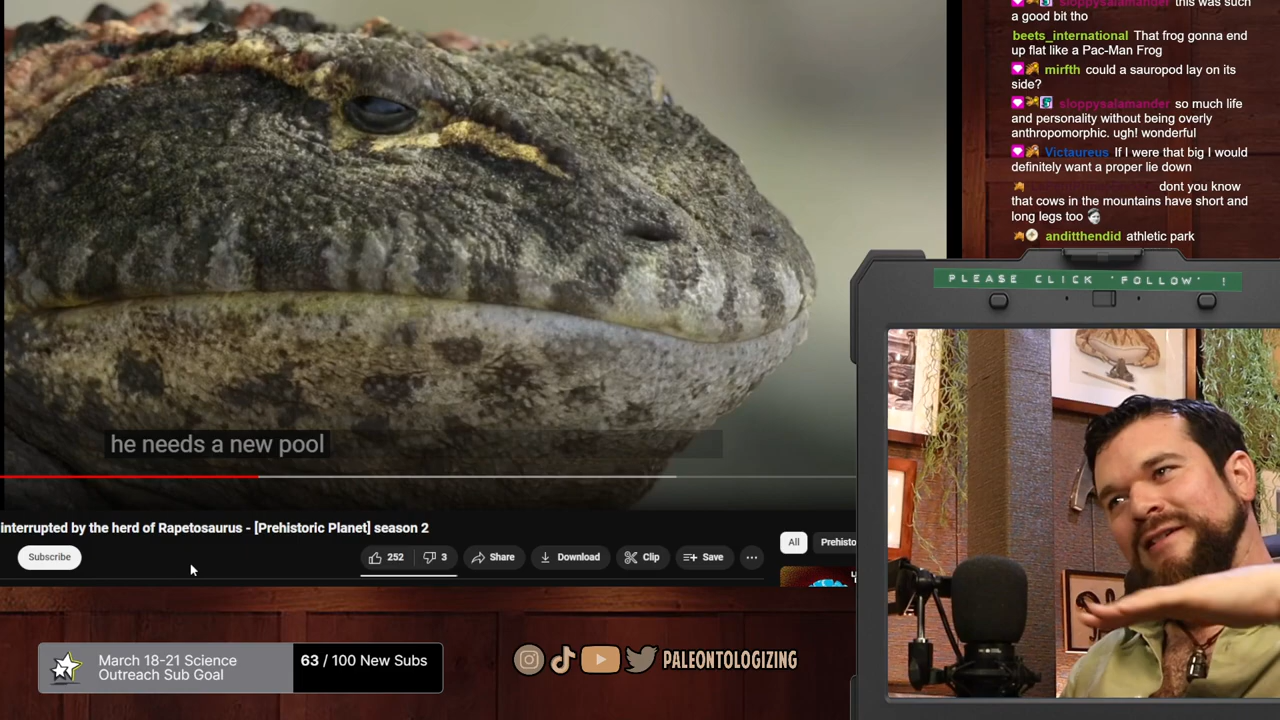 sloppysalamander this was such
a good bit tho
beets_international That frog gonna end
up flat like a Pac-Man Frog
mirfth could a sauropod lay on its
side?
sloppysalamander so much life
and personality without being overly
anthropomorphic. ugh! wonderful
Victaureus If I were that big I would
definitely want a proper lie down
dont you know
that cows in the mountains have short and
long legs too
anditthendid athletic park
PLEASE CLICK "FOLLOW" !
he needs a new pool
interrupted by the herd of Rapetosaurus - [Prehistoric Planet] season 2
Subscribe
252
3
Share
Download
Clip
Save
All
Prehisto
March 18-21 Science
Outreach Sub Goal
63 / 100 New Subs
PALEONTOLOGIZING